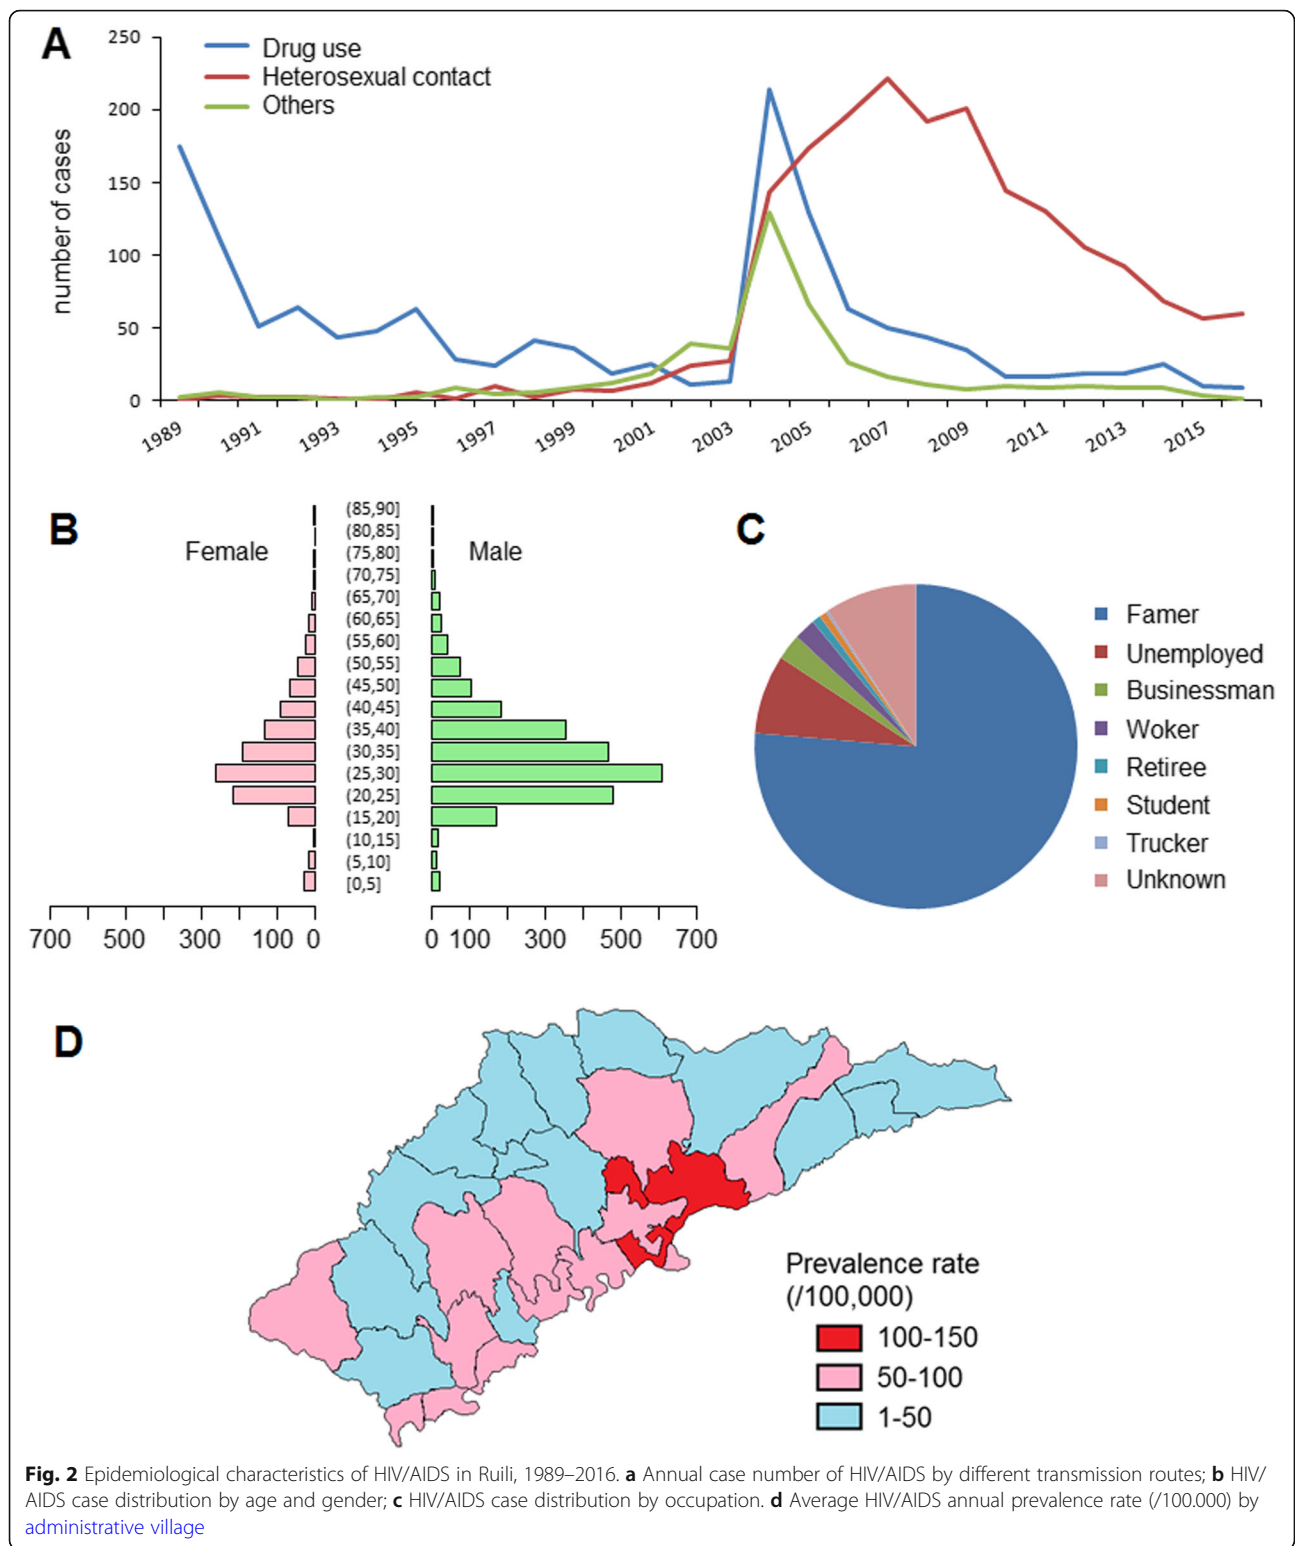 A
250
200
150
100
50
0
number of cases
Drug use
Heterosexual contact
Others
1989 1991 1993 1995 1997 1999 2001 2003 2005 2007 2009 2011 2013 2015
B
Female
Male
(85,90]
(80,85]
(75,80]
(70,75]
(65,70]
(60,65]
(55,60]
(50,55]
(45,50]
(40,45]
(35,40]
(30,35]
(25,30]
(20,25]
(15,20]
(10,15]
(5,10]
[0,5]
700 500 300 100 0 0 100 300 500 700
C
Famer
Unemployed
Businessman
Woker
Retiree
Student
Trucker
Unknown
D
Prevalence rate
(/100,000)
100-150
50-100
1-50
Fig. 2 Epidemiological characteristics of HIV/AIDS in Ruili, 1989–2016. a Annual case number of HIV/AIDS by different transmission routes; b HIV/
AIDS case distribution by age and gender; c HIV/AIDS case distribution by occupation. d Average HIV/AIDS annual prevalence rate (/100.000) by
administrative village